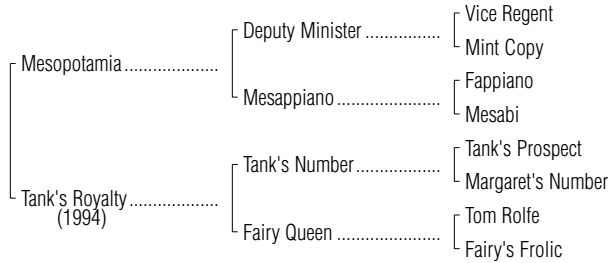 Vice Regent
Deputy Minister ..................
Mint Copy
Mesopotamia ...................
Fappiano
Mesappiano .....................
Mesabi
Tank's Prospect
Tank's Number .................
Margaret's Number
Tank's Royalty ..................
(1994)
Tom Rolfe
Fairy Queen .....................
Fairy's Frolic